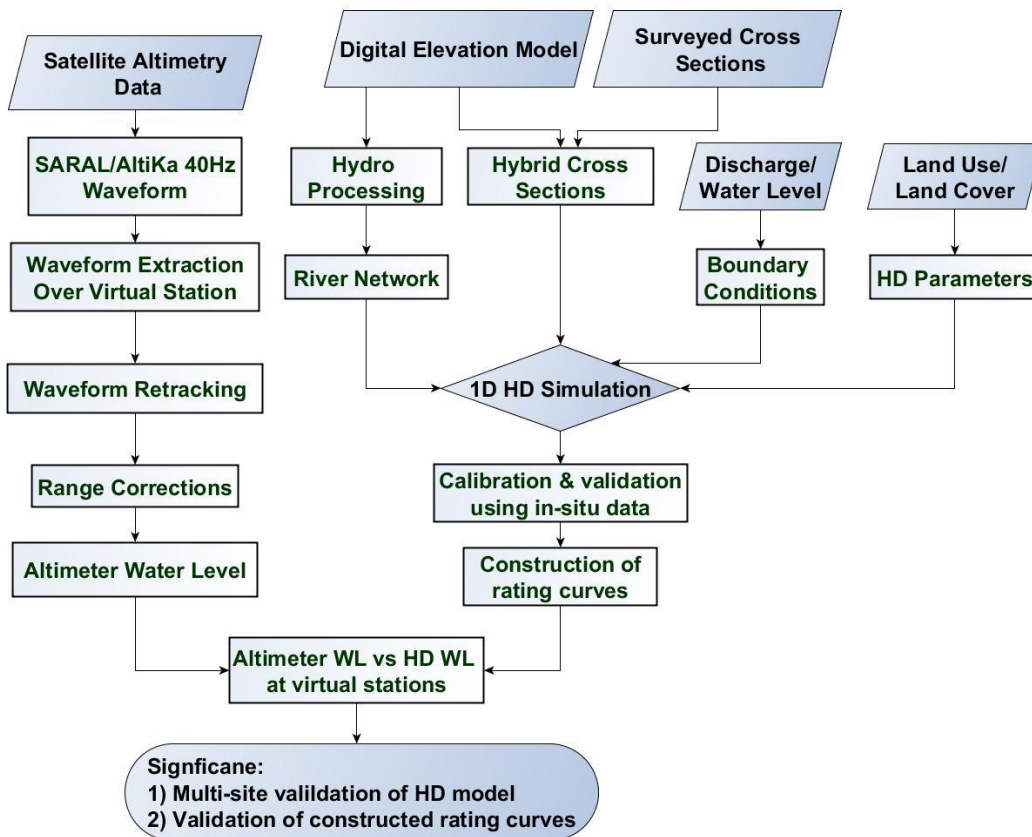 Satellite Altimetry
Data
SARAL/AltiKa 40Hz
Waveform
Waveform Extraction
Over Virtual Station
Waveform Retracking
Range Corrections
Altimeter Water Level
Digital Elevation Model
Surveyed Cross
Sections
Hydro
Processing
Hybrid Cross
Sections
Discharge/
Water Level
Land Use/
Land Cover
River Network
Boundary
Conditions
HD Parameters
1D HD Simulation
Calibration & validation
using in-situ data
Construction of
rating curves
Altimeter WL vs HD WL
at virtual stations
Signficane:
1) Multi-site valildation of HD model
2) Validation of constructed rating curves